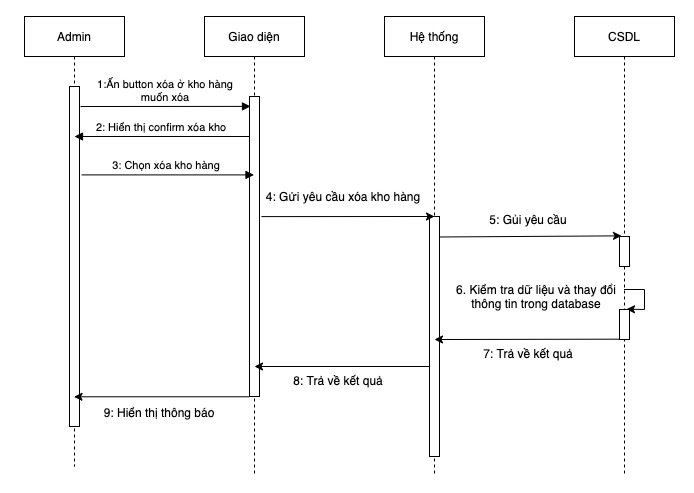 Admin
Giao diện
Hệ thống
CSDL
1:Ấn button xóa ở kho hàng
muốn xóa
2: Hiển thị confirm xóa kho
3: Chọn xóa kho hàng
4: Gửi yêu cầu xóa kho hàng
5: Gủi yêu cầu
6. Kiểm tra dữ liệu và thay đổi
thông tin trong database
7: Trả về kết quả
8: Trả về kết quả
9: Hiển thị thông báo